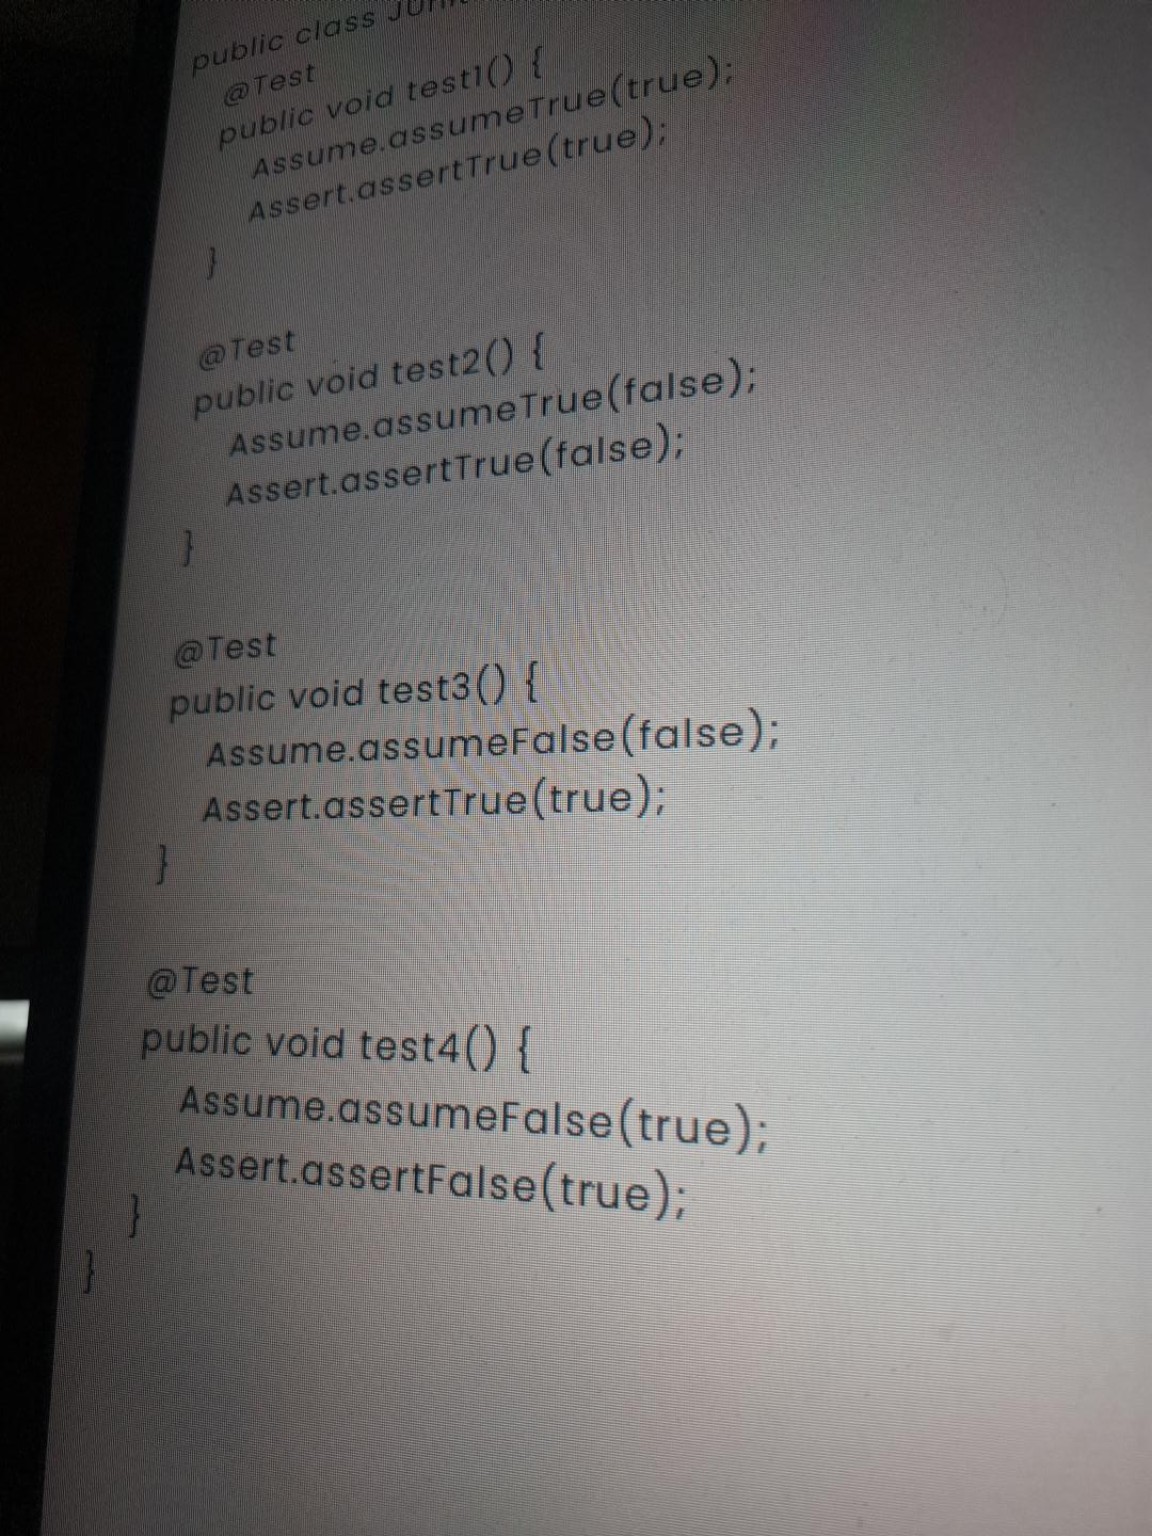 public class
@Test
public void test1() {
Assume.assumeTrue(true);
Assert.assertTrue(true);
}
@Test
public void test2() {
Assume.assumeTrue(false);
Assert.assertTrue(false);
}
@Test
public void test3() {
Assume.assumeFalse(false);
Assert.assertTrue(true);
}
@Test
public void test4() {
Assume.assumeFalse(true);
Assert.assertFalse(true);
}
}